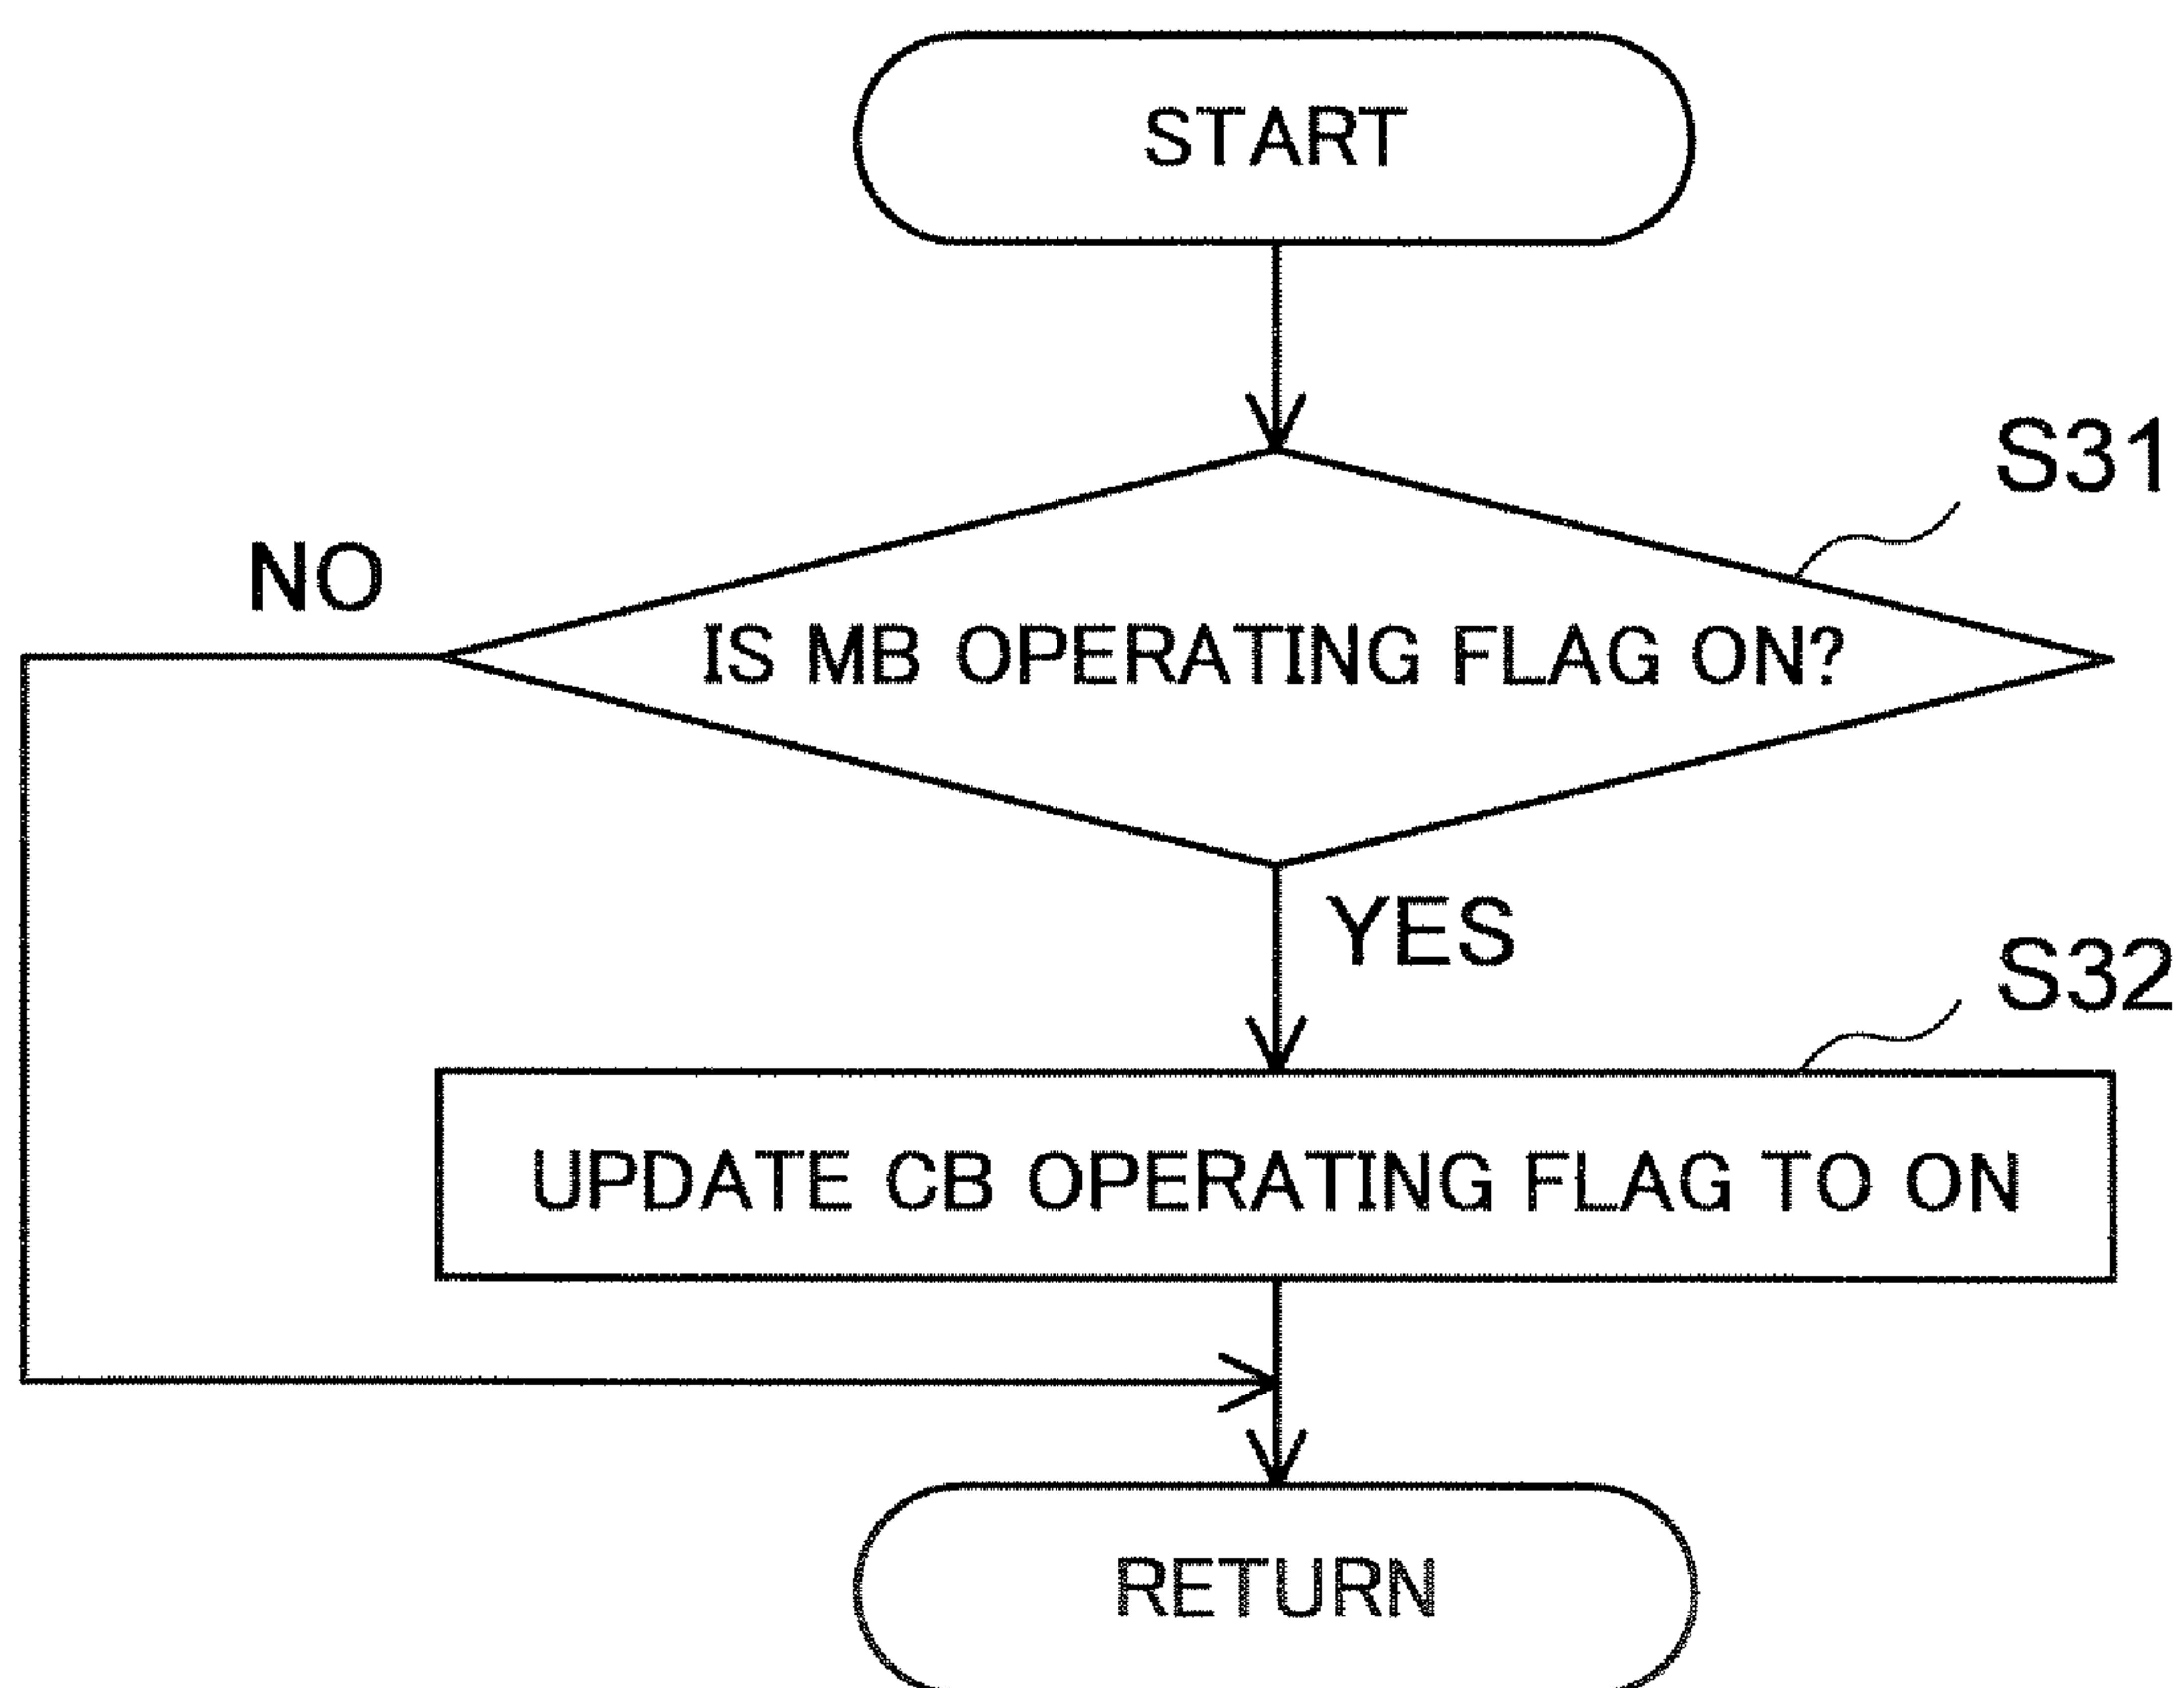 START
S31
NO
IS MB OPERATING FLAG ON?
YES
S32
UPDATE CB OPERATING FLAG TO ON
RETURN